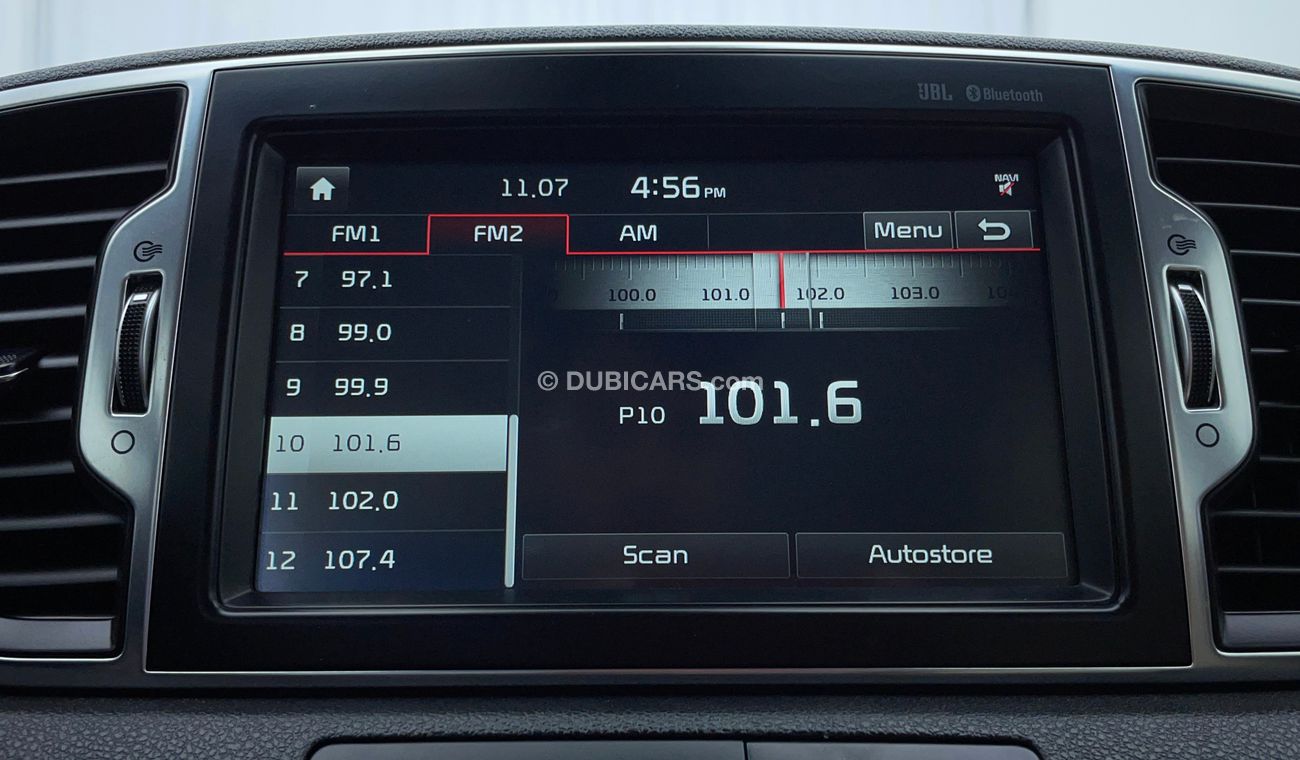 JBL Bluetooth
11.07 4:56 PM NAVI
FM1 FM2 AM Menu
7 97.1
8 99.0
9 99.9
10 101.6
11 102.0
12 107.4
100.0 101.0 102.0 103.0
© DUBICARS.com
P10 101.6
Scan Autostore